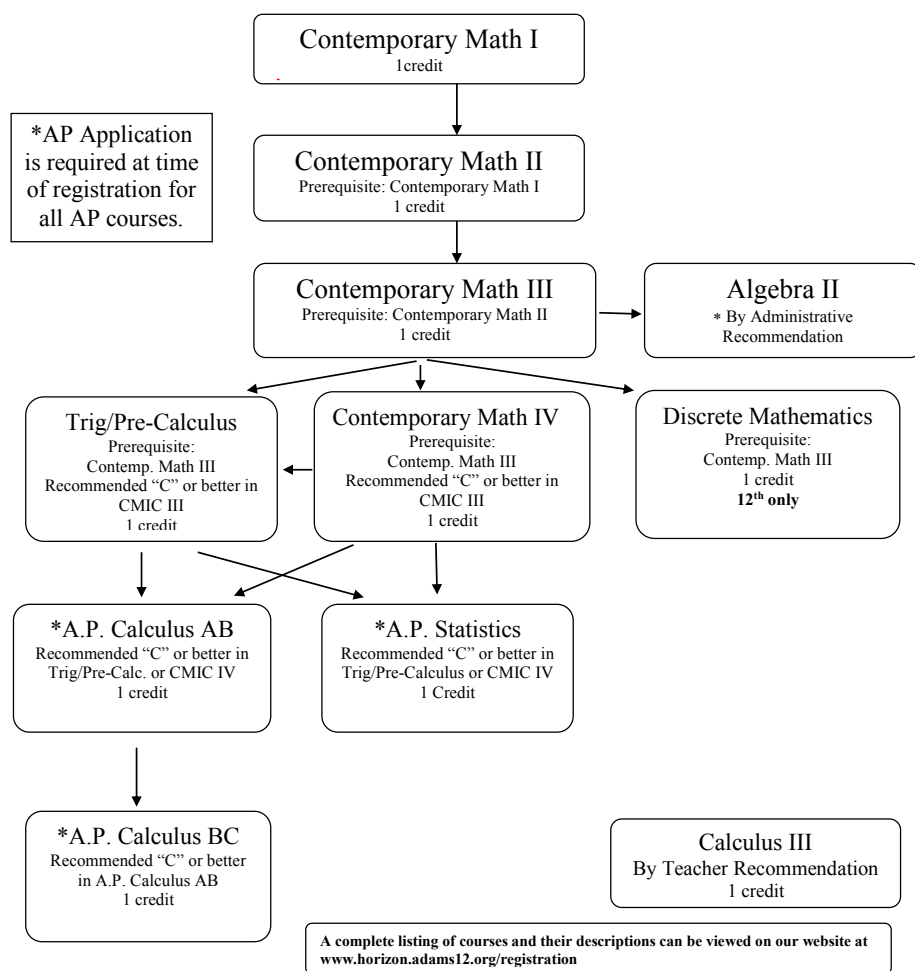 Contemporary Math I
1credit
*AP Application
is required at time
of registration for
all AP courses.
Contemporary Math II
Prerequisite: Contemporary Math I
1 credit
Contemporary Math III
Prerequisite: Contemporary Math II
1 credit
Algebra II
* By Administrative
Recommendation
Trig/Pre-Calculus
Prerequisite:
Contemp. Math III
Recommended “C” or better in
CMIC III
1 credit
Contemporary Math IV
Prerequisite:
Contemp. Math III
Recommended “C” or better in
CMIC III
1 credit
Discrete Mathematics
Prerequisite:
Contemp. Math III
1 credit
12th only
*A.P. Calculus AB
Recommended “C” or better in
Trig/Pre-Calc. or CMIC IV
1 credit
*A.P. Statistics
Recommended “C” or better in
Trig/Pre-Calculus or CMIC IV
1 Credit
*A.P. Calculus BC
Recommended “C” or better
in A.P. Calculus AB
1 credit
Calculus III
By Teacher Recommendation
1 credit
A complete listing of courses and their descriptions can be viewed on our website at
www.horizon.adams12.org/registration